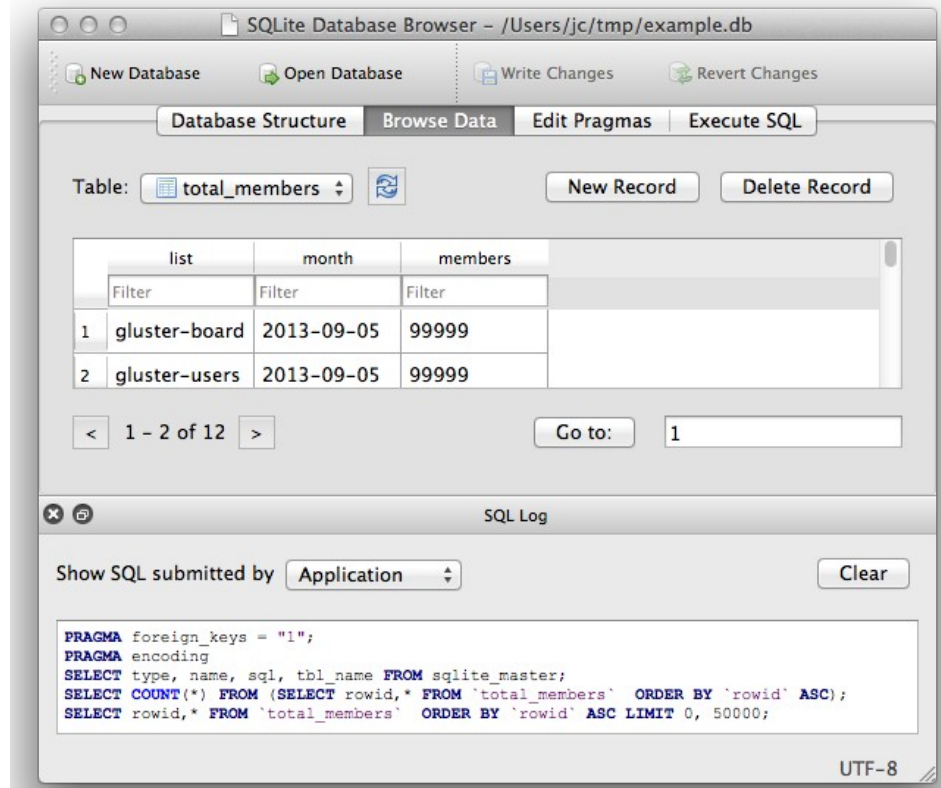 SQLite Database Browser – /Users/jc/tmp/example.db
New Database Open Database Write Changes Revert Changes
Database Structure Browse Data Edit Pragmas Execute SQL
Table: total_members New Record Delete Record
list month members
Filter Filter Filter
1 gluster-board 2013-09-05 99999
2 gluster-users 2013-09-05 99999
< 1 - 2 of 12 > Go to: 1
SQL Log
Show SQL submitted by Application Clear
PRAGMA foreign_keys = "1";
PRAGMA encoding
SELECT type, name, sql, tbl_name FROM sqlite_master;
SELECT COUNT(*) FROM (SELECT rowid,* FROM `total_members`  ORDER BY `rowid` ASC);
SELECT rowid,* FROM `total_members`  ORDER BY `rowid` ASC LIMIT 0, 50000;
UTF-8